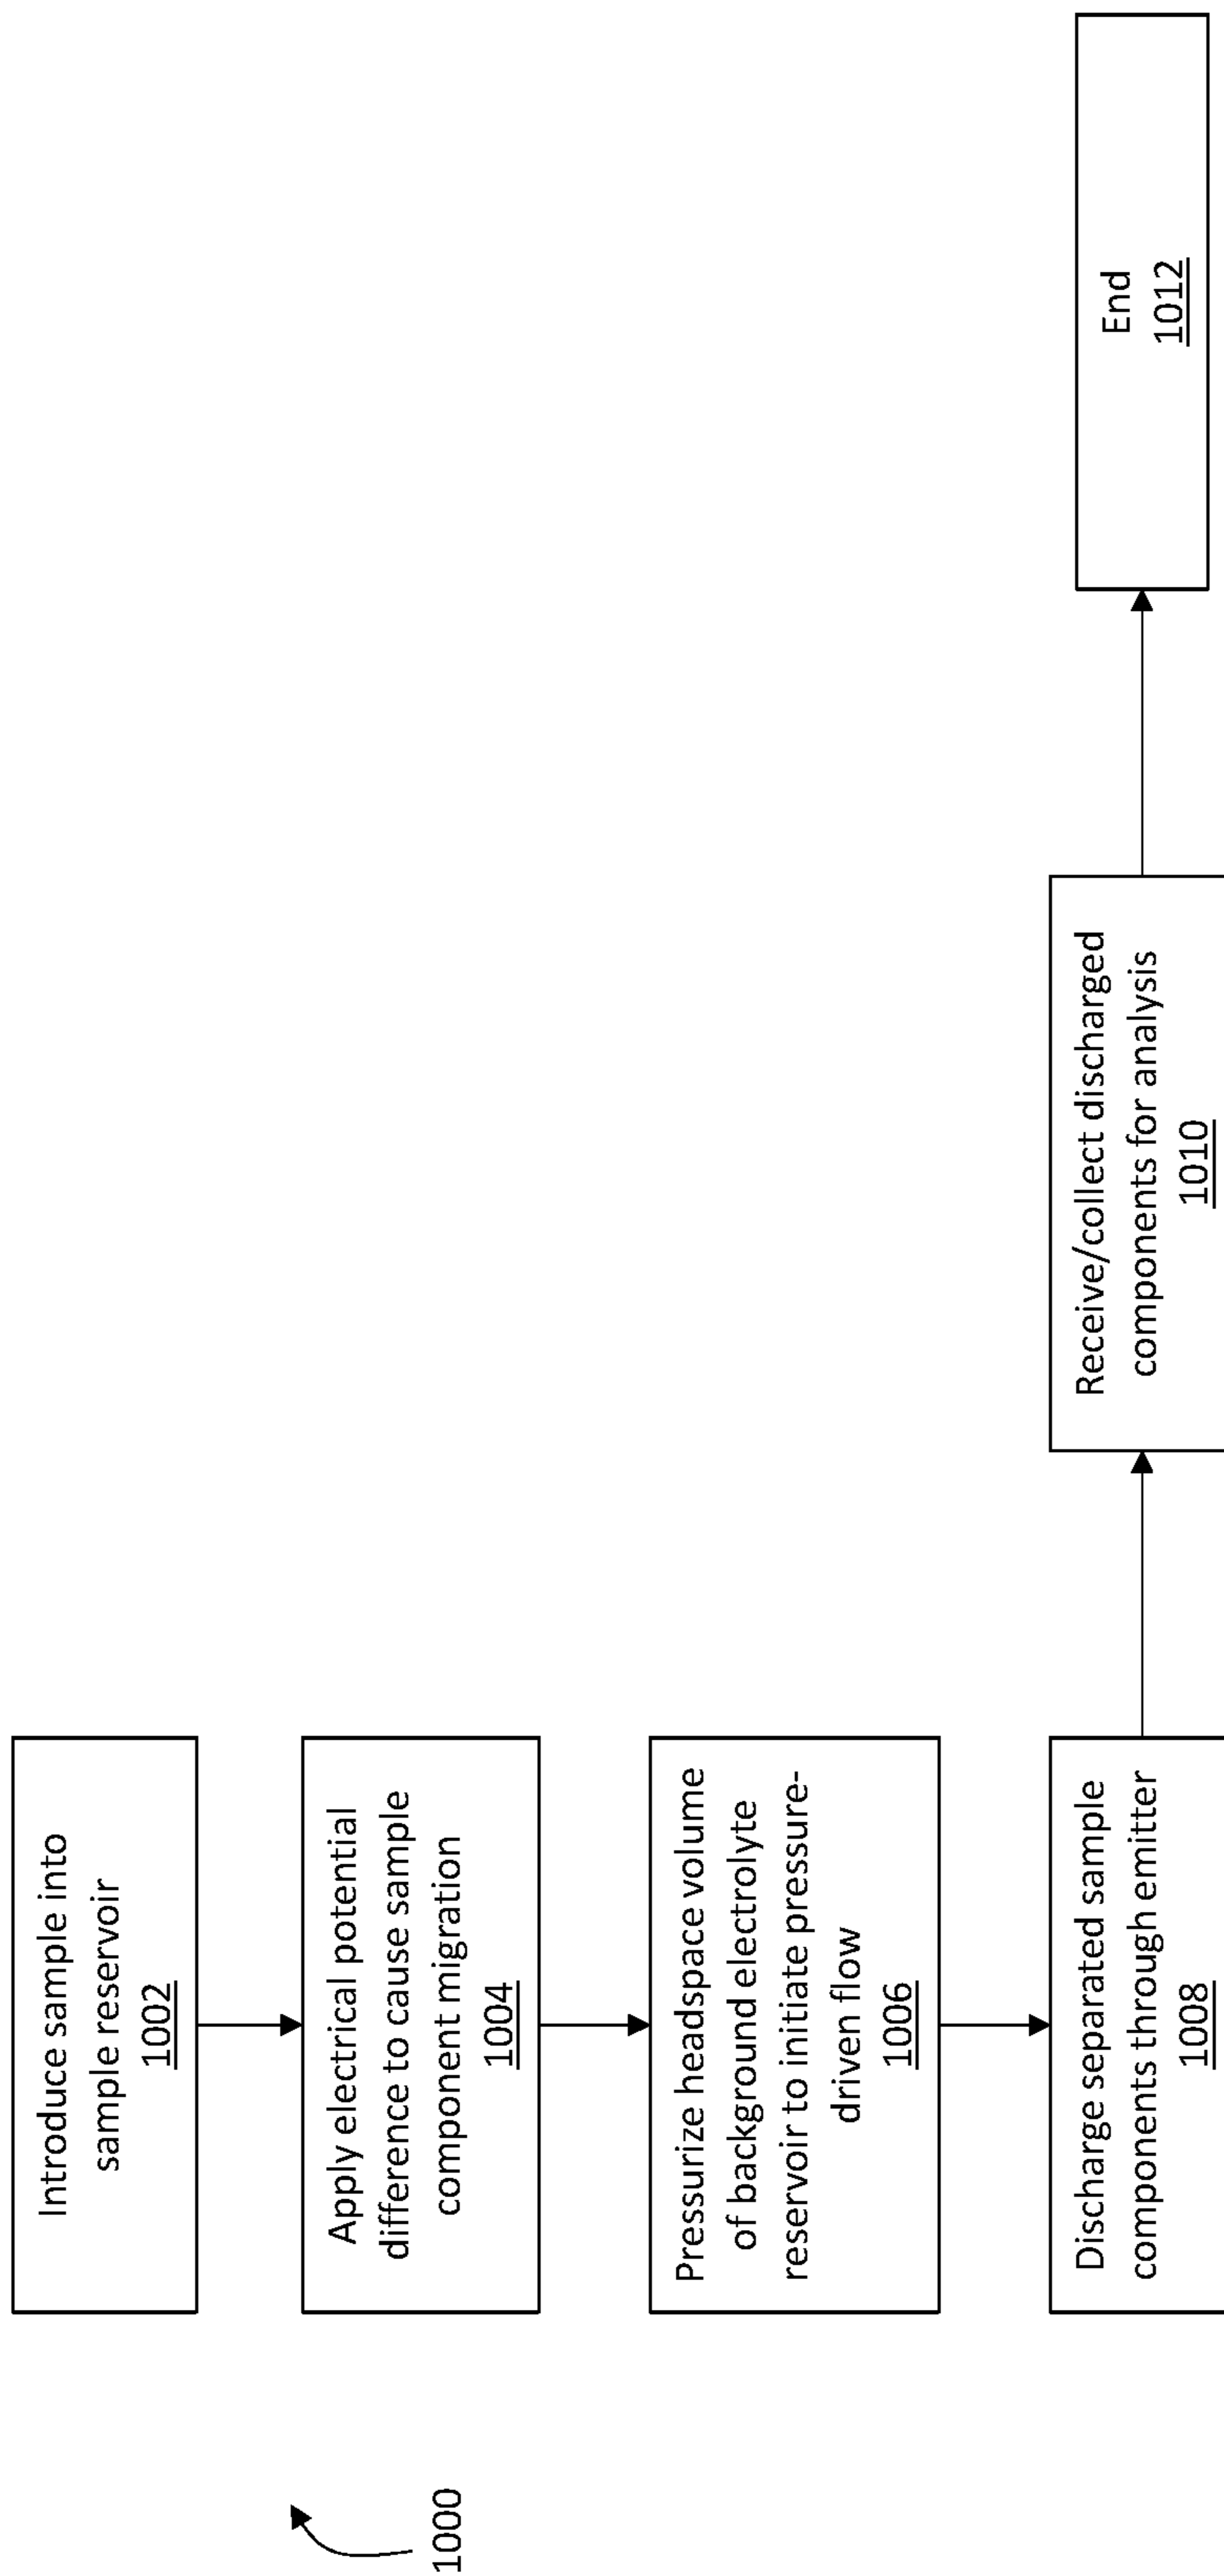 1000
Introduce sample into
sample reservoir
1002
Apply electrical potential
difference to cause sample
component migration
1004
Pressurize headspace volume
of background electrolyte
reservoir to initiate pressure-
driven flow
1006
Discharge separated sample
components through emitter
1008
Receive/collect discharged
components for analysis
1010
End
1012